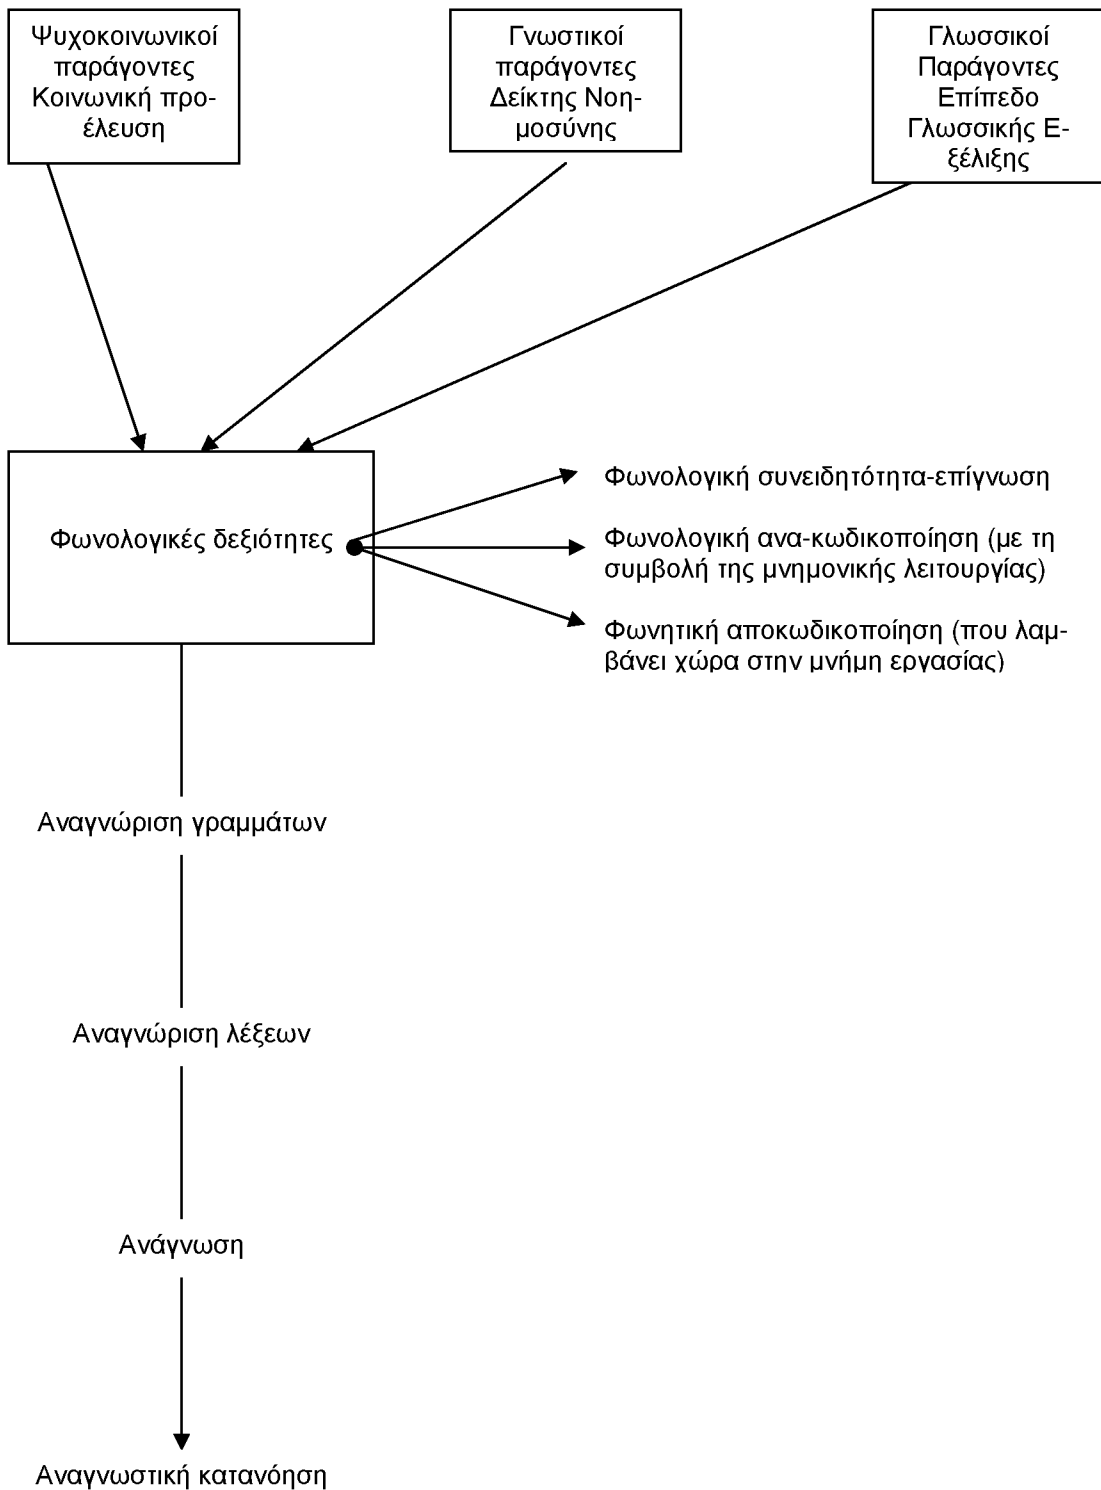 Ψυχοκοινωνικοί
παράγοντες
Κοινωνική προ-
έλευση
Γνωστικοί
παράγοντες
Δείκτης Νοη-
μοσύνης
Γλωσσικοί
Παράγοντες
Επίπεδο
Γλωσσικής Ε-
ξέλιξης
Φωνολογικές δεξιότητες
Φωνολογική συνειδητότητα-επίγνωση
Φωνολογική ανα-κωδικοποίηση (με τη
συμβολή της μνημονικής λειτουργίας)
Φωνητική αποκωδικοποίηση (που λαμ-
βάνει χώρα στην μνήμη εργασίας)
Αναγνώριση γραμμάτων
Αναγνώριση λέξεων
Ανάγνωση
Αναγνωστική κατανόηση